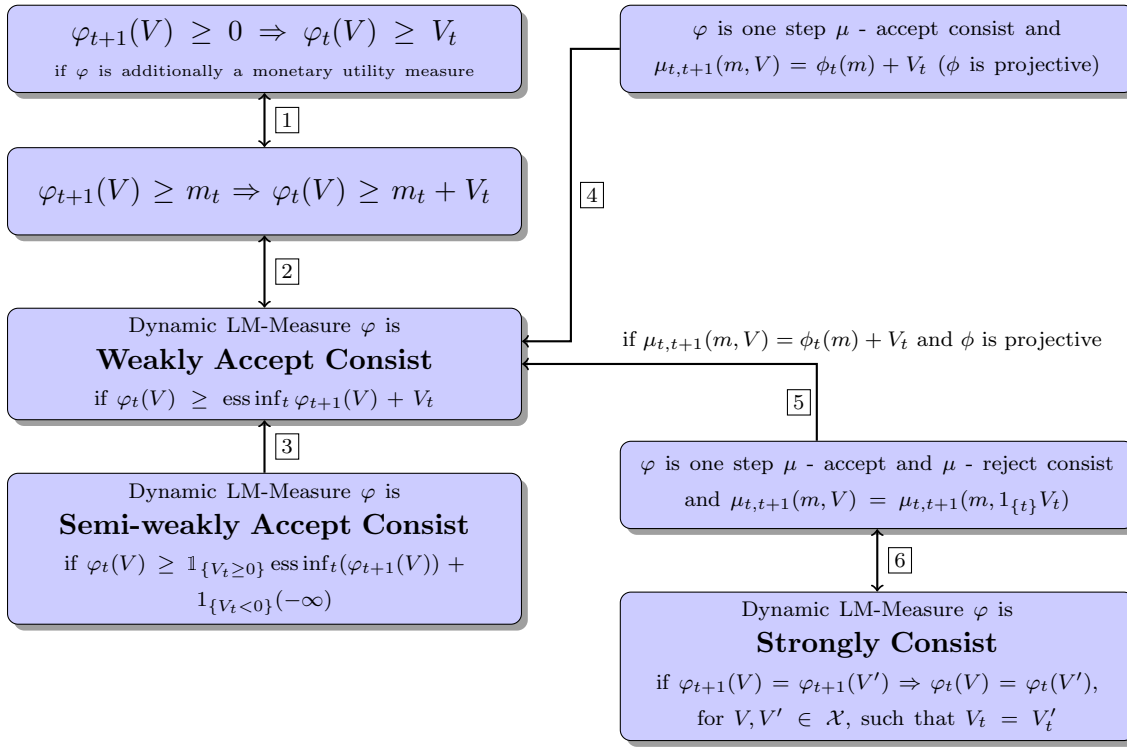 φ_{t+1}(V) ≥ 0 ⇒ φ_t(V) ≥ V_t
if φ is additionally a monetary utility measure
1
φ_{t+1}(V) ≥ m_t ⇒ φ_t(V) ≥ m_t + V_t
2
Dynamic LM-Measure φ is
Weakly Accept Consist
if φ_t(V) ≥ ess inf_t φ_{t+1}(V) + V_t
3
Dynamic LM-Measure φ is
Semi-weakly Accept Consist
if φ_t(V) ≥ 𝟙_{V_t≥0} ess inf_t(φ_{t+1}(V)) +
1_{V_t<0}(−∞)
φ is one step μ - accept consist and
μ_{t,t+1}(m, V) = ϕ_t(m) + V_t (ϕ is projective)
4
if μ_{t,t+1}(m, V) = ϕ_t(m) + V_t and ϕ is projective
5
φ is one step μ - accept and μ - reject consist
and μ_{t,t+1}(m, V) = μ_{t,t+1}(m, 1_{t}V_t)
6
Dynamic LM-Measure φ is
Strongly Consist
if φ_{t+1}(V) = φ_{t+1}(V′) ⇒ φ_t(V) = φ_t(V′),
for V, V′ ∈ 𝒳, such that V_t = V′_t